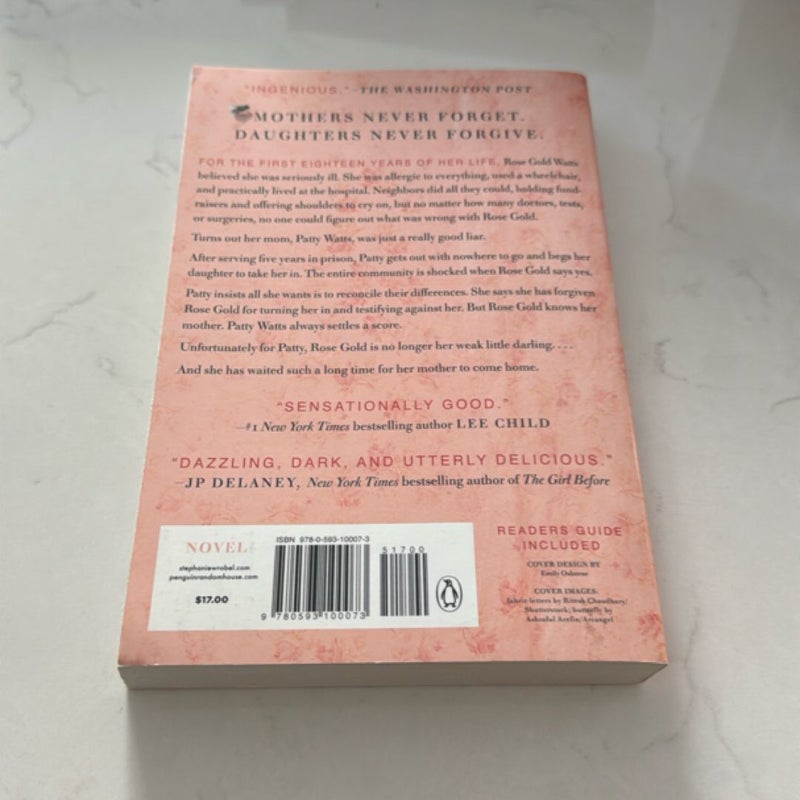 "INGENIOUS." —THE WASHINGTON POST
MOTHERS NEVER FORGET.
DAUGHTERS NEVER FORGIVE.
FOR THE FIRST EIGHTEEN YEARS OF HER LIFE, Rose Gold Watts
believed she was seriously ill. She was allergic to everything, used a wheelchair,
and practically lived at the hospital. Neighbors did all they could, holding fund-
raisers and offering shoulders to cry on, but no matter how many doctors, tests,
or surgeries, no one could figure out what was wrong with Rose Gold.
Turns out her mom, Patty Watts, was just a really good liar.
After serving five years in prison, Patty gets out with nowhere to go and begs her
daughter to take her in. The entire community is shocked when Rose Gold says yes.
Patty insists all she wants is to reconcile their differences. She says she has forgiven
Rose Gold for turning her in and testifying against her. But Rose Gold knows her
mother. Patty Watts always settles a score.
Unfortunately for Patty, Rose Gold is no longer her weak little darling....
And she has waited such a long time for her mother to come home.
"SENSATIONALLY GOOD."
—#1 New York Times bestselling author LEE CHILD
"DAZZLING, DARK, AND UTTERLY DELICIOUS."
—JP DELANEY, New York Times bestselling author of The Girl Before
NOVEL
stephaniewrobel.com
penguinrandomhouse.com
$17.00
ISBN 978-0-593-10007-3
51700
9 780593 100073
READERS GUIDE
INCLUDED
COVER DESIGN BY
Emily Osborne
COVER IMAGES:
fabric letters by Ritesh Chaudhary/
Shutterstock; butterfly by
Ashraful Arefin/Arcangel